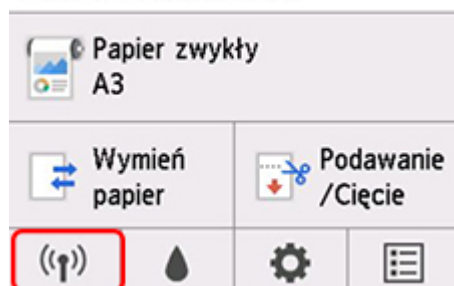 Papier zwykły
A3
Wymień
papier
Podawanie
/Cięcie